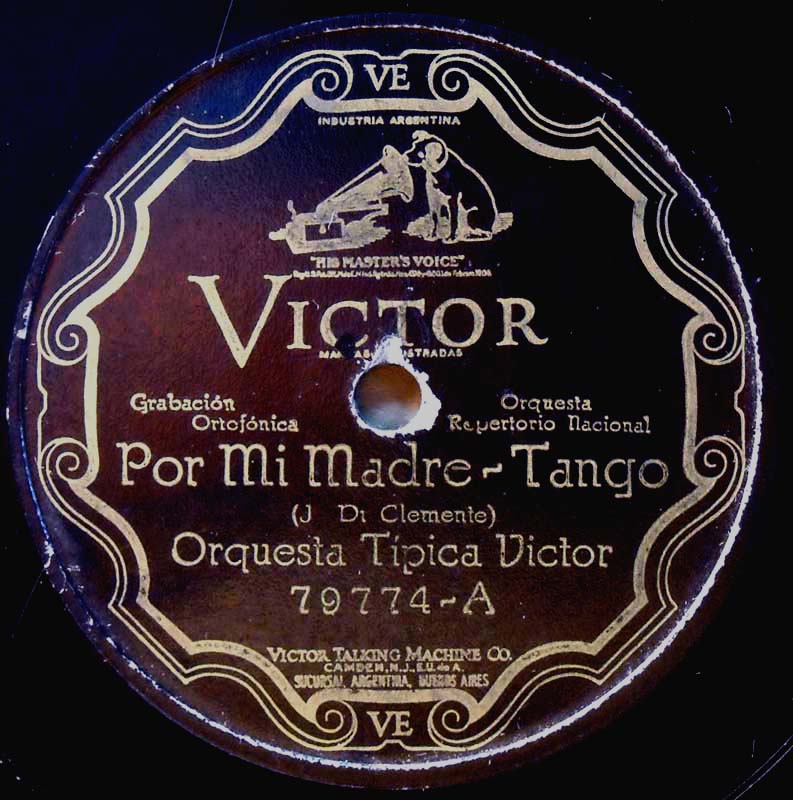 VE
INDUSTRIA ARGENTINA
"HIS MASTER'S VOICE"
VICTOR
Grabación
Ortofónica
Orquesta
Repertorio Nacional
Por Mi Madre - Tango
(J Di Clemente)
Orquesta Típica Victor
79774-A
VICTOR TALKING MACHINE CO.
CAMDEN, N.J., E.U. de A.
SUCURSAL ARGENTINA, BUENOS AIRES
VE